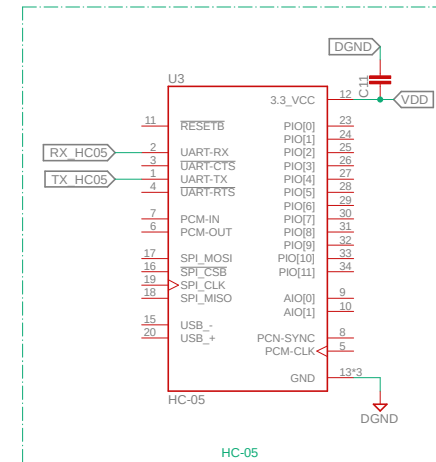 DGND
U3
C11
3.3_VCC 12 VDD
11 RESETB PIO[0] 23
PIO[1] 24
RX_HC05 2 UART-RX PIO[2] 25
3 UART-CTS PIO[3] 26
TX_HC05 1 UART-TX PIO[4] 27
4 UART-RTS PIO[5] 28
PIO[6] 29
7 PCM-IN PIO[7] 30
6 PCM-OUT PIO[8] 31
PIO[9] 32
17 SPI_MOSI PIO[10] 33
16 SPI_CSB PIO[11] 34
19 SPI_CLK
18 SPI_MISO AIO[0] 9
AIO[1] 10
15 USB_-
20 USB_+ PCN-SYNC 8
PCM-CLK 5
GND 13*3
HC-05
DGND
HC-05